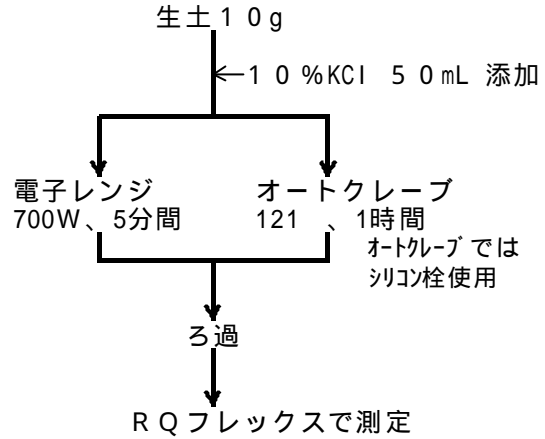 生土１０g
１０％KCl ５０mL 添加
電子レンジ
700W、5分間
オートクレーブ
121 、1時間
ｵｰﾄｸﾚｰﾌﾞでは
ｼﾘｺﾝ栓使用
ろ過
ＲＱフレックスで測定